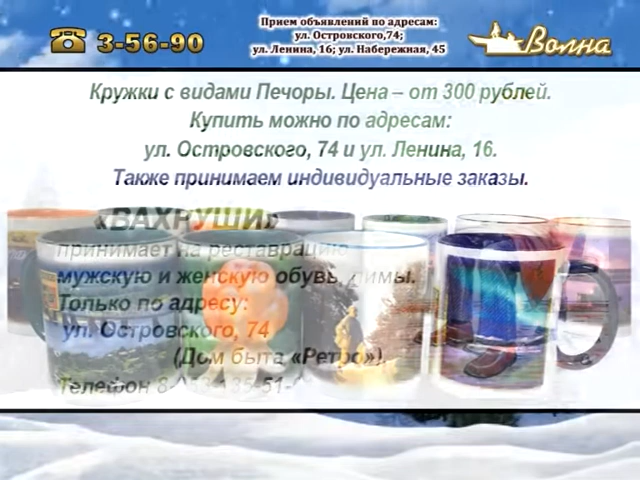 3-56-90
Прием объявлений по адресам:
ул. Островского,74;
ул. Ленина, 16; ул. Набережная, 45
Волна
Кружки с видами Печоры. Цена – от 300 рублей.
Купить можно по адресам:
ул. Островского, 74 и ул. Ленина, 16.
Также принимаем индивидуальные заказы.
«ВАХРУШИ»
принимает на реставрацию
мужскую и женскую обувь, пимы.
Только по адресу:
ул. Островского, 74
(Дом быта «Ретро»).
Телефон